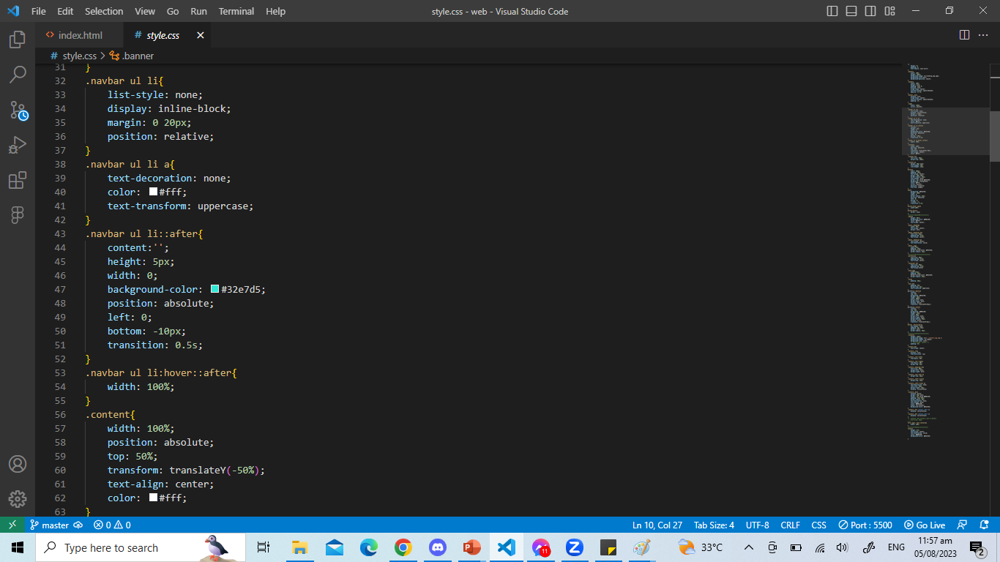 File Edit Selection View Go Run Terminal Help style.css - web - Visual Studio Code
<> index.html # style.css
# style.css > .banner
31 }
32 .navbar ul li{
33 list-style: none;
34 display: inline-block;
35 margin: 0 20px;
36 position: relative;
37 }
38 .navbar ul li a{
39 text-decoration: none;
40 color: #fff;
41 text-transform: uppercase;
42 }
43 .navbar ul li::after{
44 content:'';
45 height: 5px;
46 width: 0;
47 background-color: #32e7d5;
48 position: absolute;
49 left: 0;
50 bottom: -10px;
51 transition: 0.5s;
52 }
53 .navbar ul li:hover::after{
54 width: 100%;
55 }
56 .content{
57 width: 100%;
58 position: absolute;
59 top: 50%;
60 transform: translateY(-50%);
61 text-align: center;
62 color: #fff;
63 }
master 0 0 Ln 10, Col 27 Tab Size: 4 UTF-8 CRLF CSS Port : 5500 Go Live
Type here to search 11 33°C ENG 11:57 am
05/08/2023 2